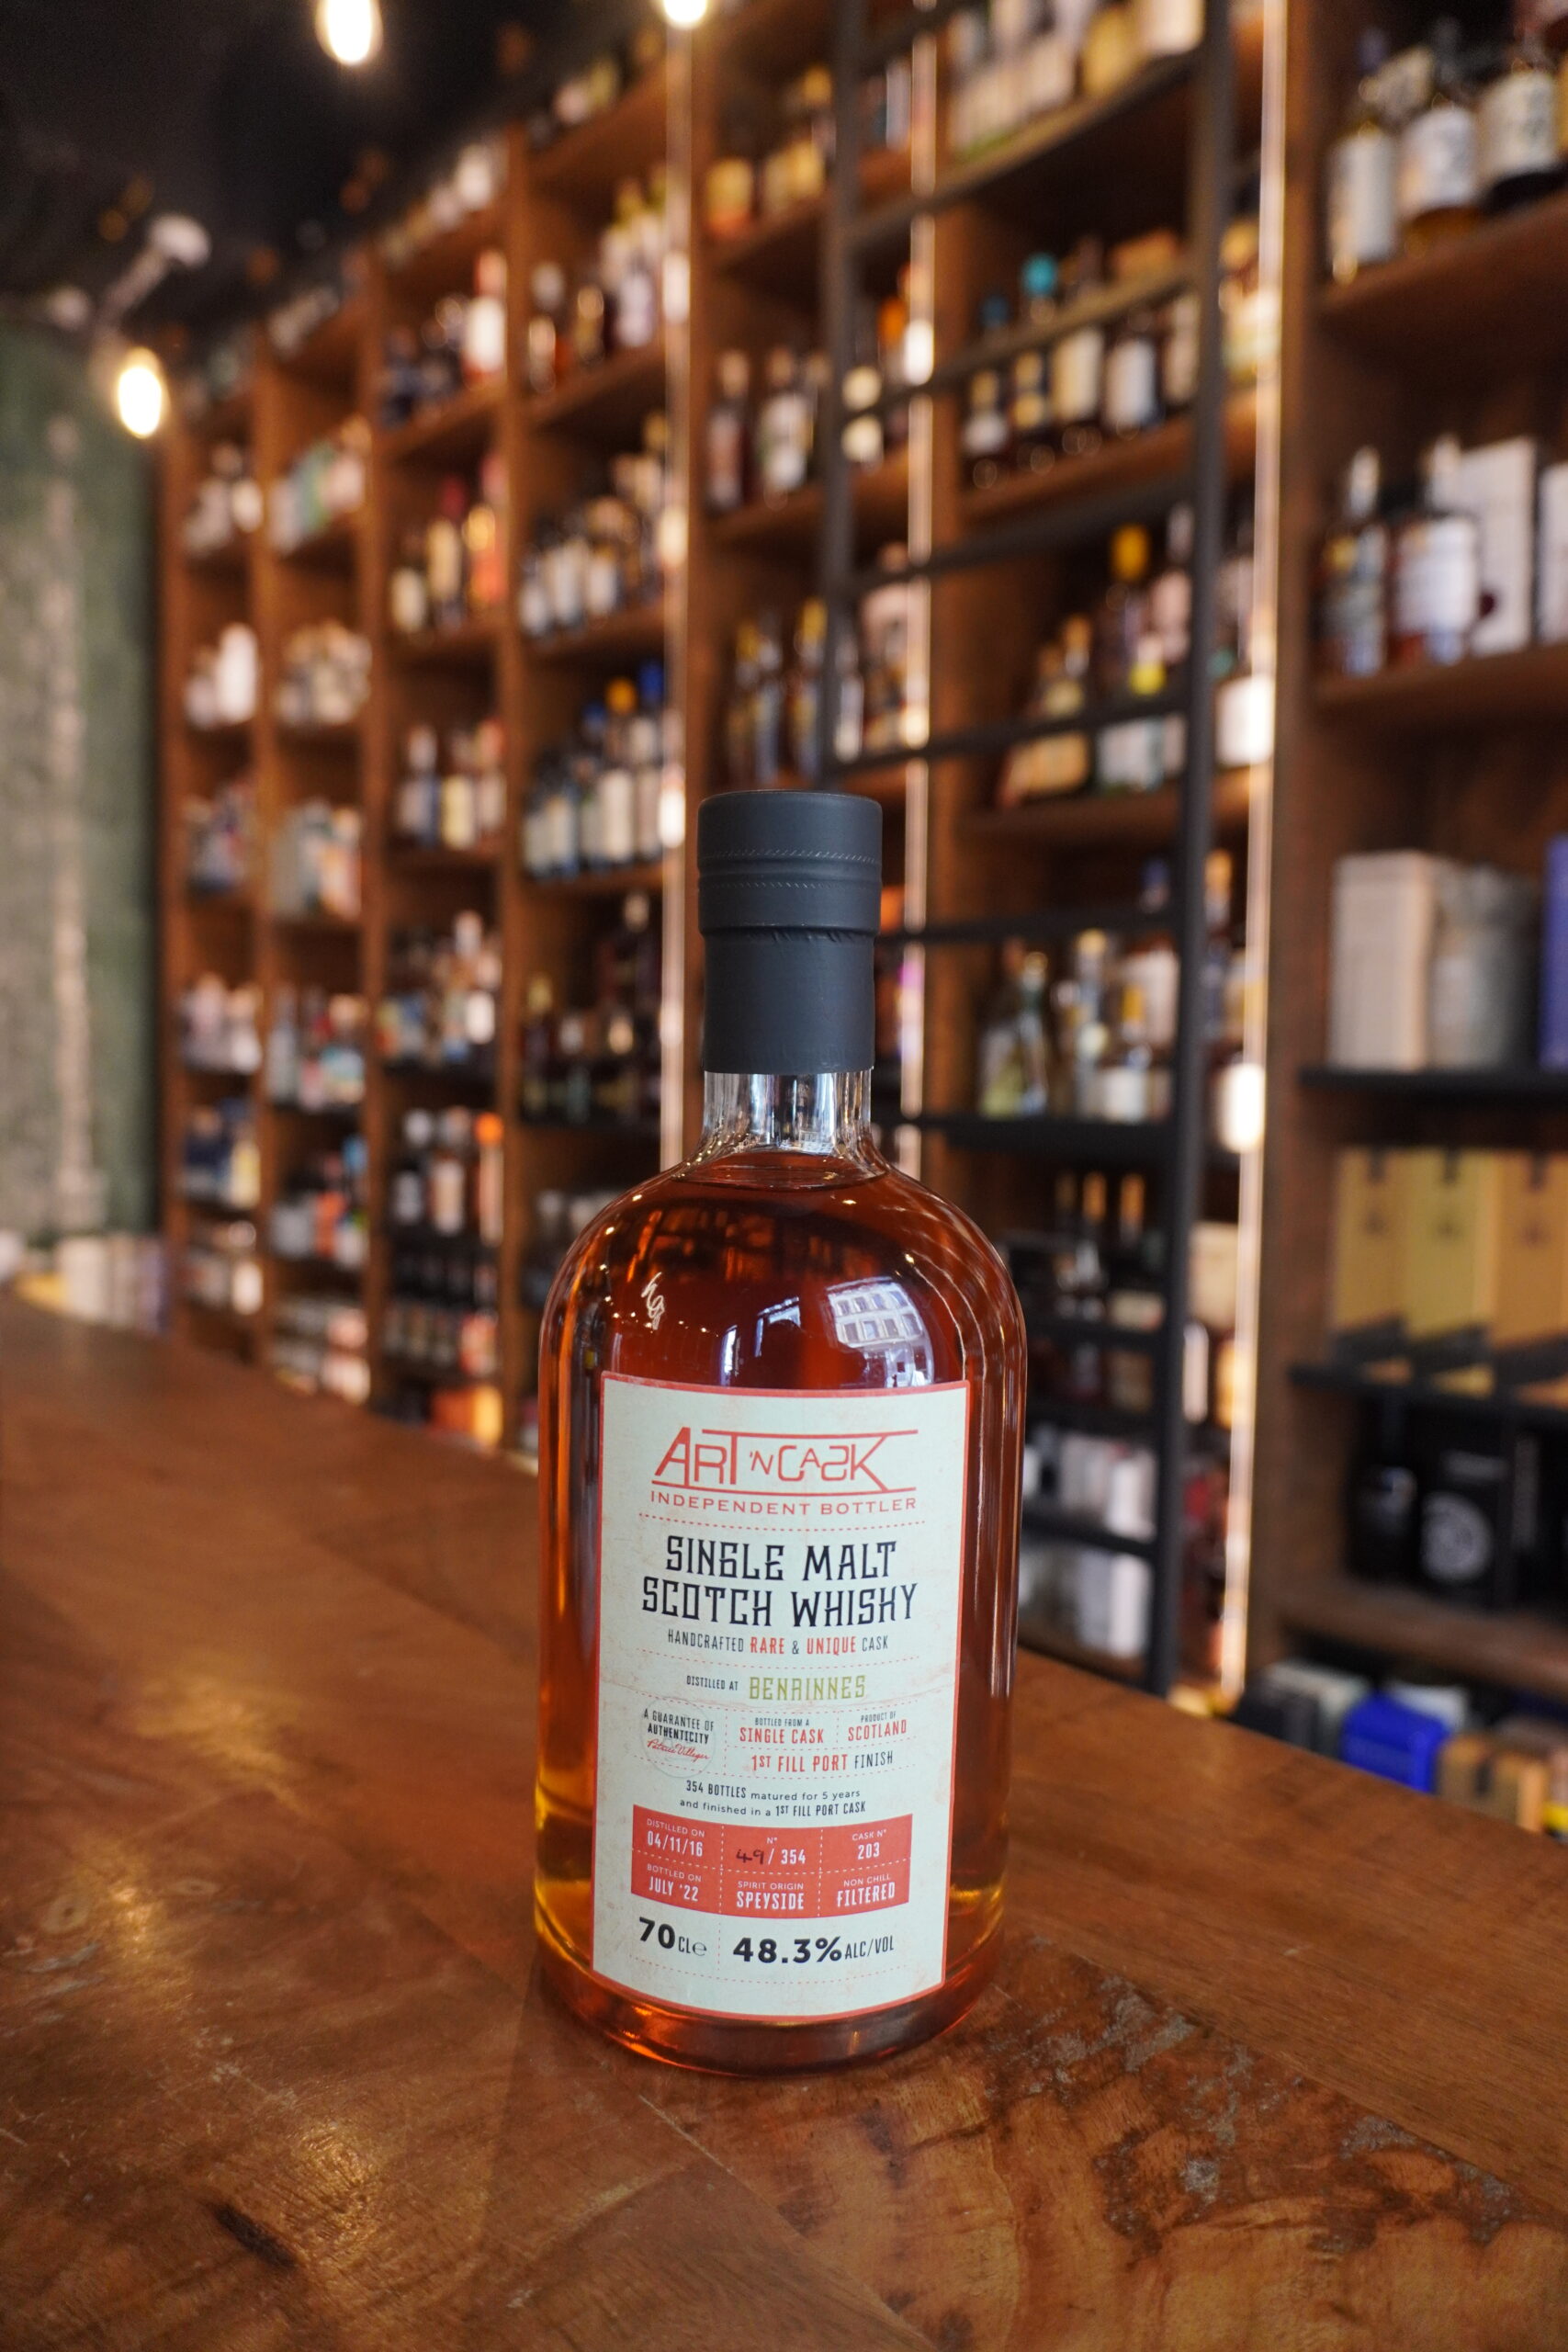 ART 'N CASK
INDEPENDENT BOTTLER
SINGLE MALT
SCOTCH WHISKY
HANDCRAFTED RARE & UNIQUE CASK
DISTILLED AT BENRINNES
A GUARANTEE OF
AUTHENTICITY
BOTTLED FROM A
SINGLE CASK
PRODUCT OF
SCOTLAND
1ST FILL PORT FINISH
354 BOTTLES matured for 5 years
and finished in a 1ST FILL PORT CASK
DISTILLED ON
04/11/16
N°
49/ 354
CASK N°
203
BOTTLED ON
JULY '22
SPIRIT ORIGIN
SPEYSIDE
NON CHILL
FILTERED
70CLe
48.3%ALC/VOL